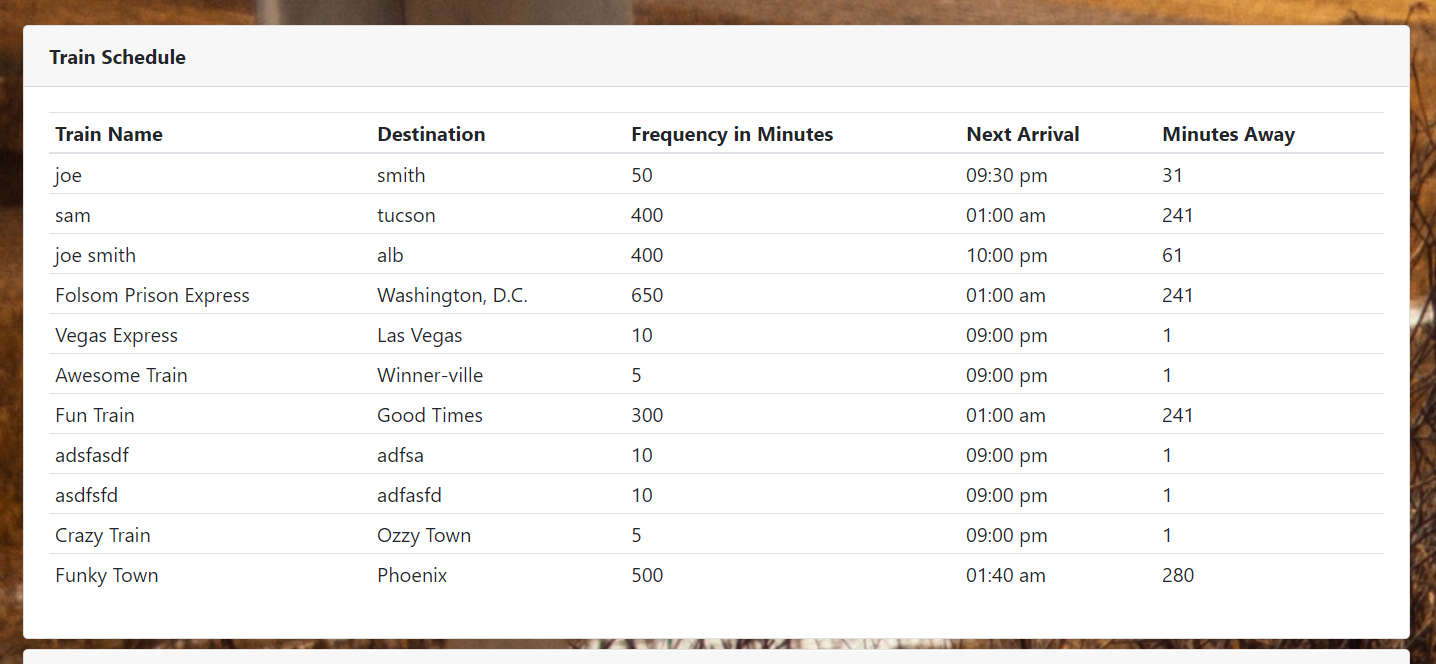 Train Schedule
Train Name Destination Frequency in Minutes Next Arrival Minutes Away
joe smith 50 09:30 pm 31
sam tucson 400 01:00 am 241
joe smith alb 400 10:00 pm 61
Folsom Prison Express Washington, D.C. 650 01:00 am 241
Vegas Express Las Vegas 10 09:00 pm 1
Awesome Train Winner-ville 5 09:00 pm 1
Fun Train Good Times 300 01:00 am 241
adsfasdf adfsa 10 09:00 pm 1
asdfsfd adfasfd 10 09:00 pm 1
Crazy Train Ozzy Town 5 09:00 pm 1
Funky Town Phoenix 500 01:40 am 280